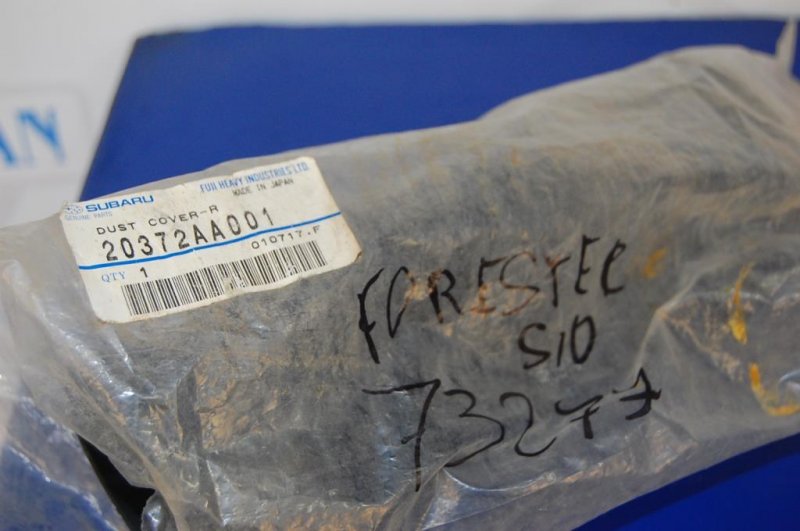 SUBARU
GENUINE PARTS
FUJI HEAVY INDUSTRIES LTD.
MADE IN JAPAN
DUST COVER-R
20372AA001
010717.F
QTY 1
FORESTER
S10
73277
AN